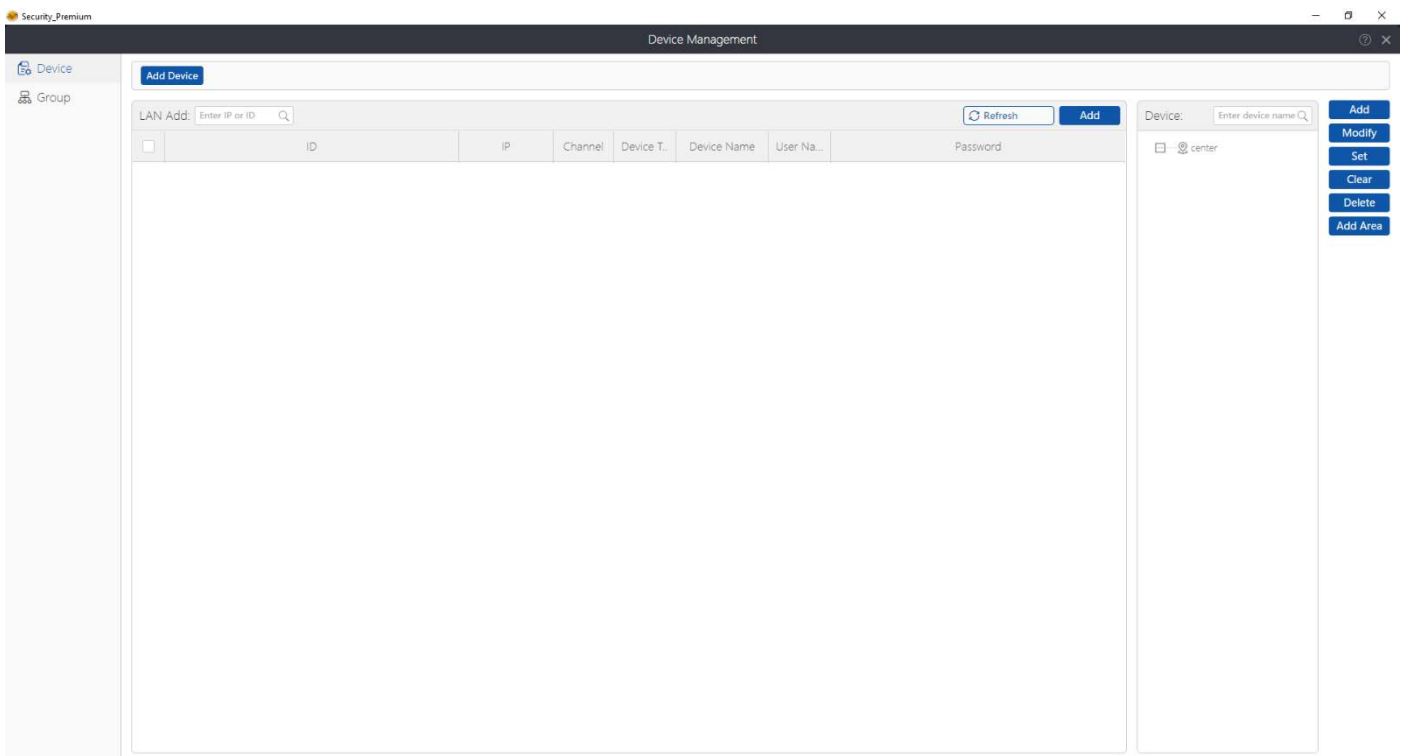 Security_Premium
Device Management
Device
Group
Add Device
LAN Add: Enter IP or ID Refresh Add
ID IP Channel Device T.. Device Name User Na... Password
Device: Enter device name
center
Add
Modify
Set
Clear
Delete
Add Area